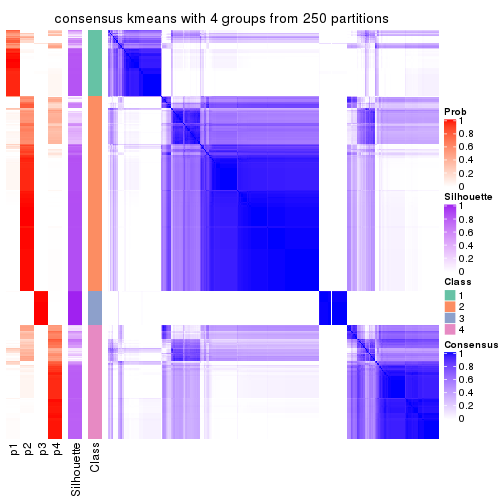 consensus kmeans with 4 groups from 250 partitions
Prob
1
0.8
0.6
0.4
0.2
0
Silhouette
1
0.8
0.6
0.4
0.2
0
Class
1
2
3
4
Consensus
1
0.8
0.6
0.4
0.2
0
p1
p2
p3
p4
Silhouette
Class